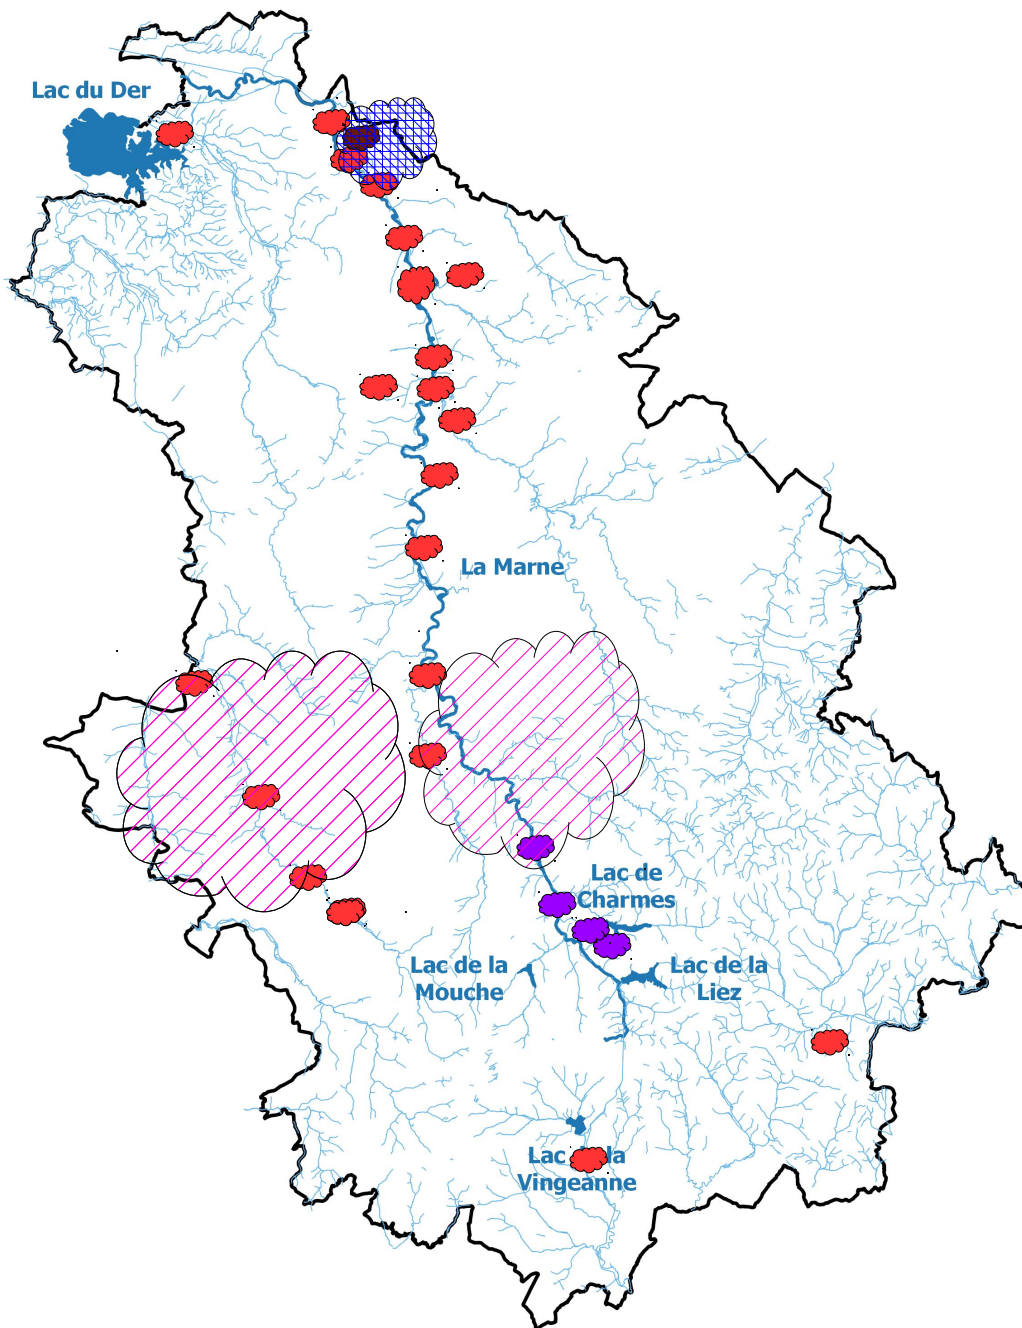 Lac du Der
La Marne
Lac de
Charmes
Lac de la
Mouche
Lac de la
Liez
Lac la
Vingeanne